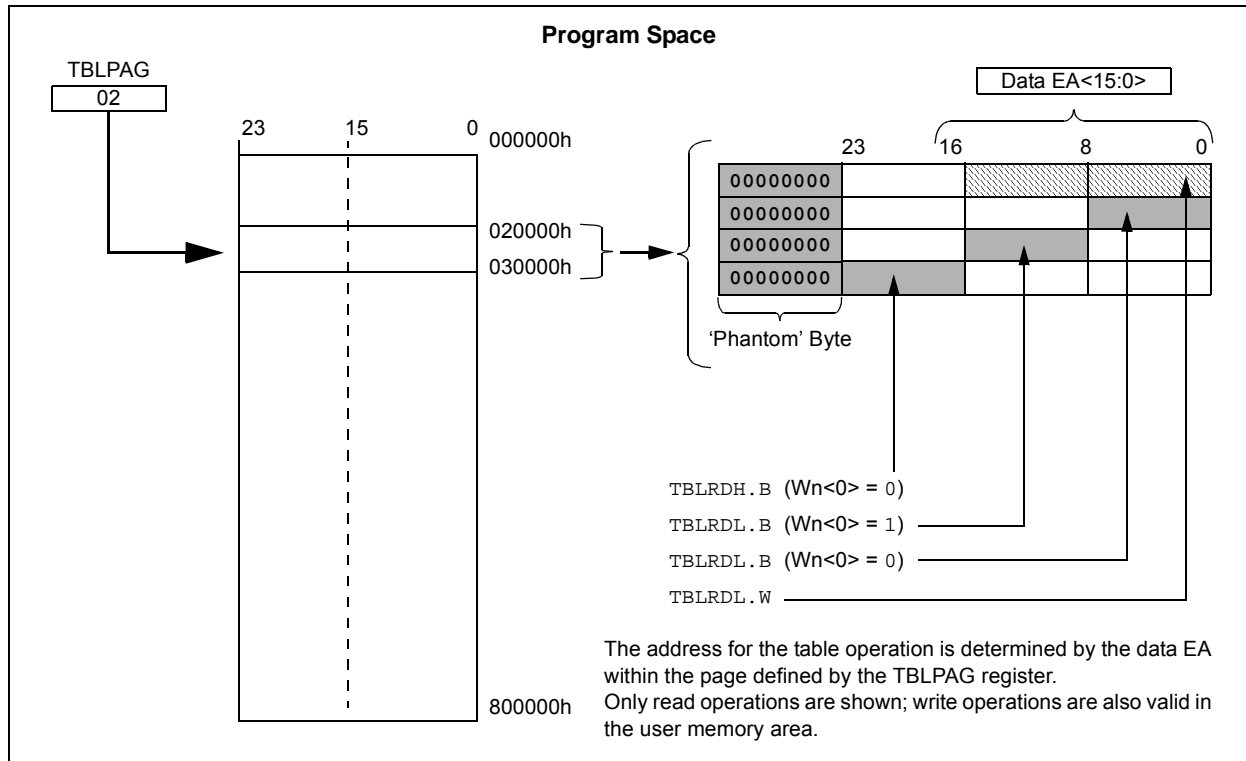 Program Space
TBLPAG
02
Data EA<15:0>
23 15 0
000000h
23 16 8 0
00000000
00000000
00000000
00000000
020000h
030000h
‘Phantom’ Byte
TBLRDH.B (Wn<0> = 0)
TBLRDL.B (Wn<0> = 1)
TBLRDL.B (Wn<0> = 0)
TBLRDL.W
The address for the table operation is determined by the data EA
within the page defined by the TBLPAG register.
Only read operations are shown; write operations are also valid in
the user memory area.
800000h